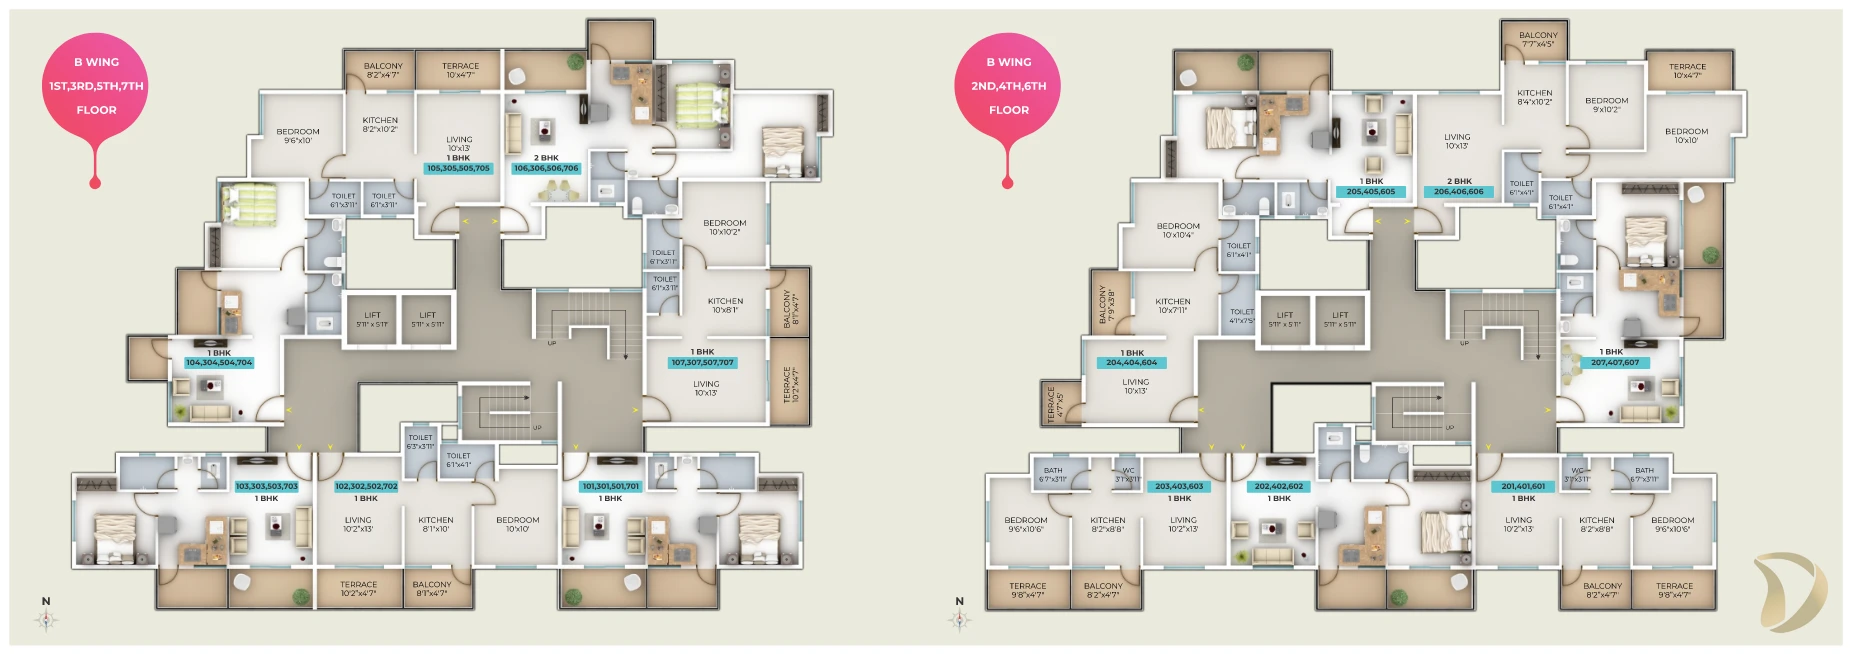 B WING
1ST,3RD,5TH,7TH
FLOOR
BALCONY
8'2"x4'7"
TERRACE
10'x4'7"
BEDROOM
9'6"x10'
KITCHEN
8'2"x10'2"
LIVING
10'x13'
1 BHK
105,305,505,705
2 BHK
106,306,506,706
TOILET
6'1"x3'11"
TOILET
6'1"x3'11"
BEDROOM
10'x10'2"
TOILET
6'1"x3'11"
TOILET
6'1"x3'11"
KITCHEN
10'x8'1"
BALCONY
8'1"x4'7"
LIFT
5'11" x 5'11"
LIFT
5'11" x 5'11"
UP
1 BHK
104,304,504,704
1 BHK
107,307,507,707
LIVING
10'x13'
TERRACE
10'2"x4'7"
UP
TOILET
6'3"x3'11"
TOILET
6'1"x4'1"
103,303,503,703
1 BHK
102,302,502,702
1 BHK
LIVING
10'2"x13'
KITCHEN
8'1"x10'
BEDROOM
10'x10'
101,301,501,701
1 BHK
TERRACE
10'2"x4'7"
BALCONY
8'1"x4'7"
N
B WING
2ND,4TH,6TH
FLOOR
BALCONY
7'7"x4'5"
TERRACE
10'x4'7"
KITCHEN
8'4"x10'2"
BEDROOM
9'x10'2"
BEDROOM
10'x10'
LIVING
10'x13'
1 BHK
205,405,605
2 BHK
206,406,606
TOILET
6'1"x4'1"
TOILET
6'1"x4'1"
BEDROOM
10'x10'4"
TOILET
6'1"x4'1"
BALCONY
7'9"x3'8"
KITCHEN
10'x7'11"
TOILET
4'1"x7'5"
LIFT
5'11" x 5'11"
LIFT
5'11" x 5'11"
UP
1 BHK
204,404,604
LIVING
10'x13'
TERRACE
4'7"x5'
1 BHK
207,407,607
UP
BATH
6'7"x3'11"
WC
3'1"x3'11"
203,403,603
1 BHK
BEDROOM
9'6"x10'6"
KITCHEN
8'2"x8'8"
LIVING
10'2"x13'
202,402,602
1 BHK
201,401,601
1 BHK
LIVING
10'2"x13'
WC
3'1"x3'11"
BATH
6'7"x3'11"
KITCHEN
8'2"x8'8"
BEDROOM
9'6"x10'6"
TERRACE
9'8"x4'7"
BALCONY
8'2"x4'7"
BALCONY
8'2"x4'7"
TERRACE
9'8"x4'7"
N